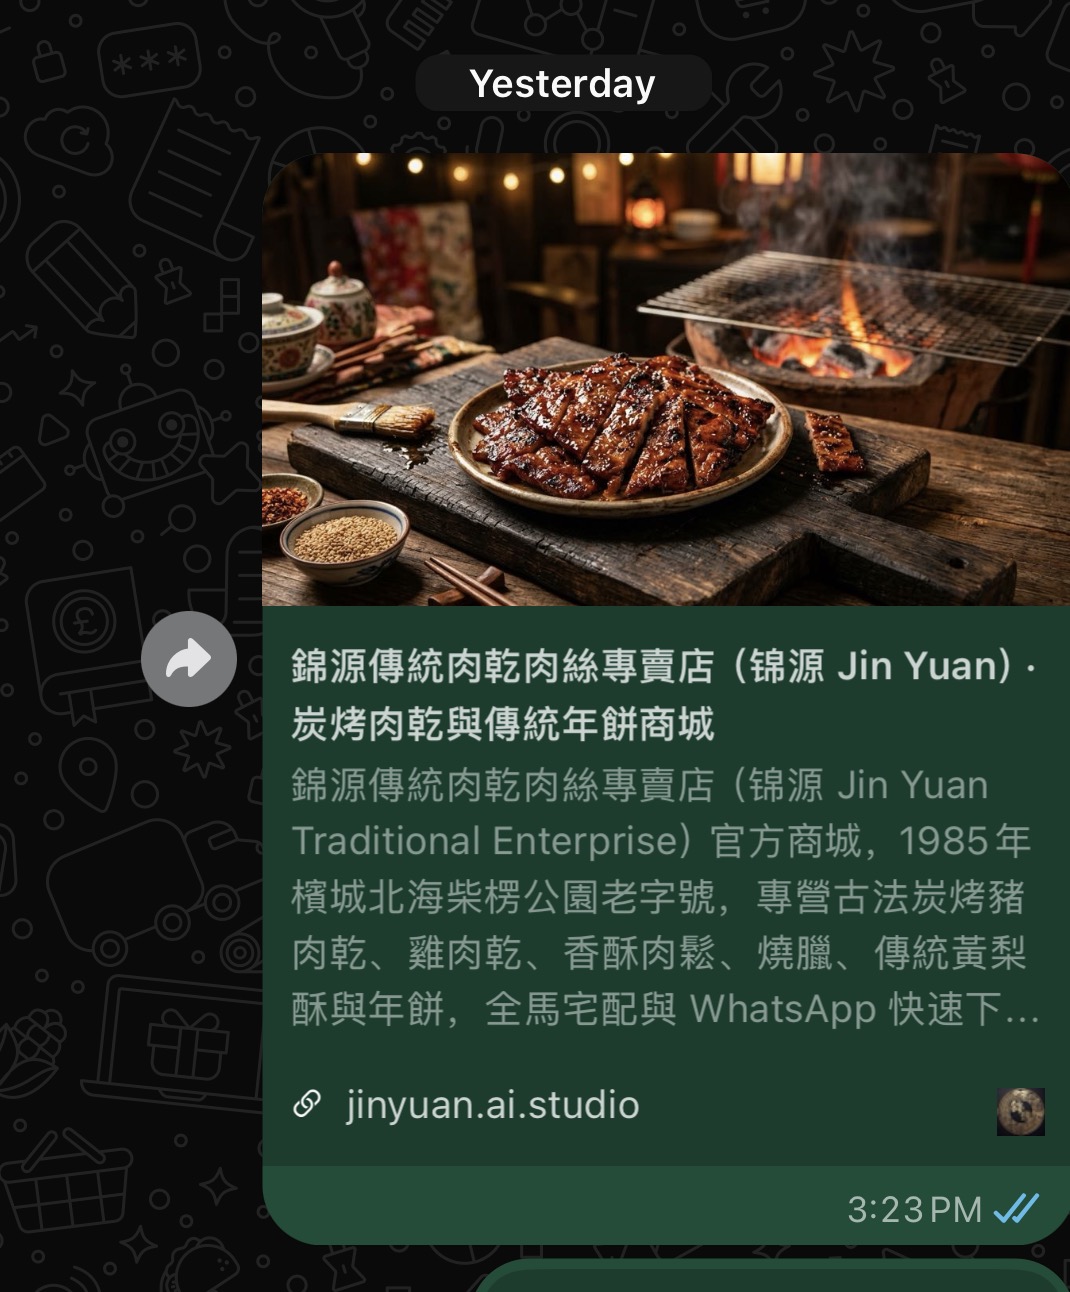 Yesterday
錦源傳統肉乾肉絲專賣店（锦源 Jin Yuan）·
炭烤肉乾與傳統年餅商城
錦源傳統肉乾肉絲專賣店（锦源 Jin Yuan
Traditional Enterprise）官方商城，1985年
檳城北海柴楞公園老字號，專營古法炭烤豬
肉乾、雞肉乾、香酥肉鬆、燒臘、傳統黃梨
酥與年餅，全馬宅配與 WhatsApp 快速下...
jinyuan.ai.studio
3:23 PM